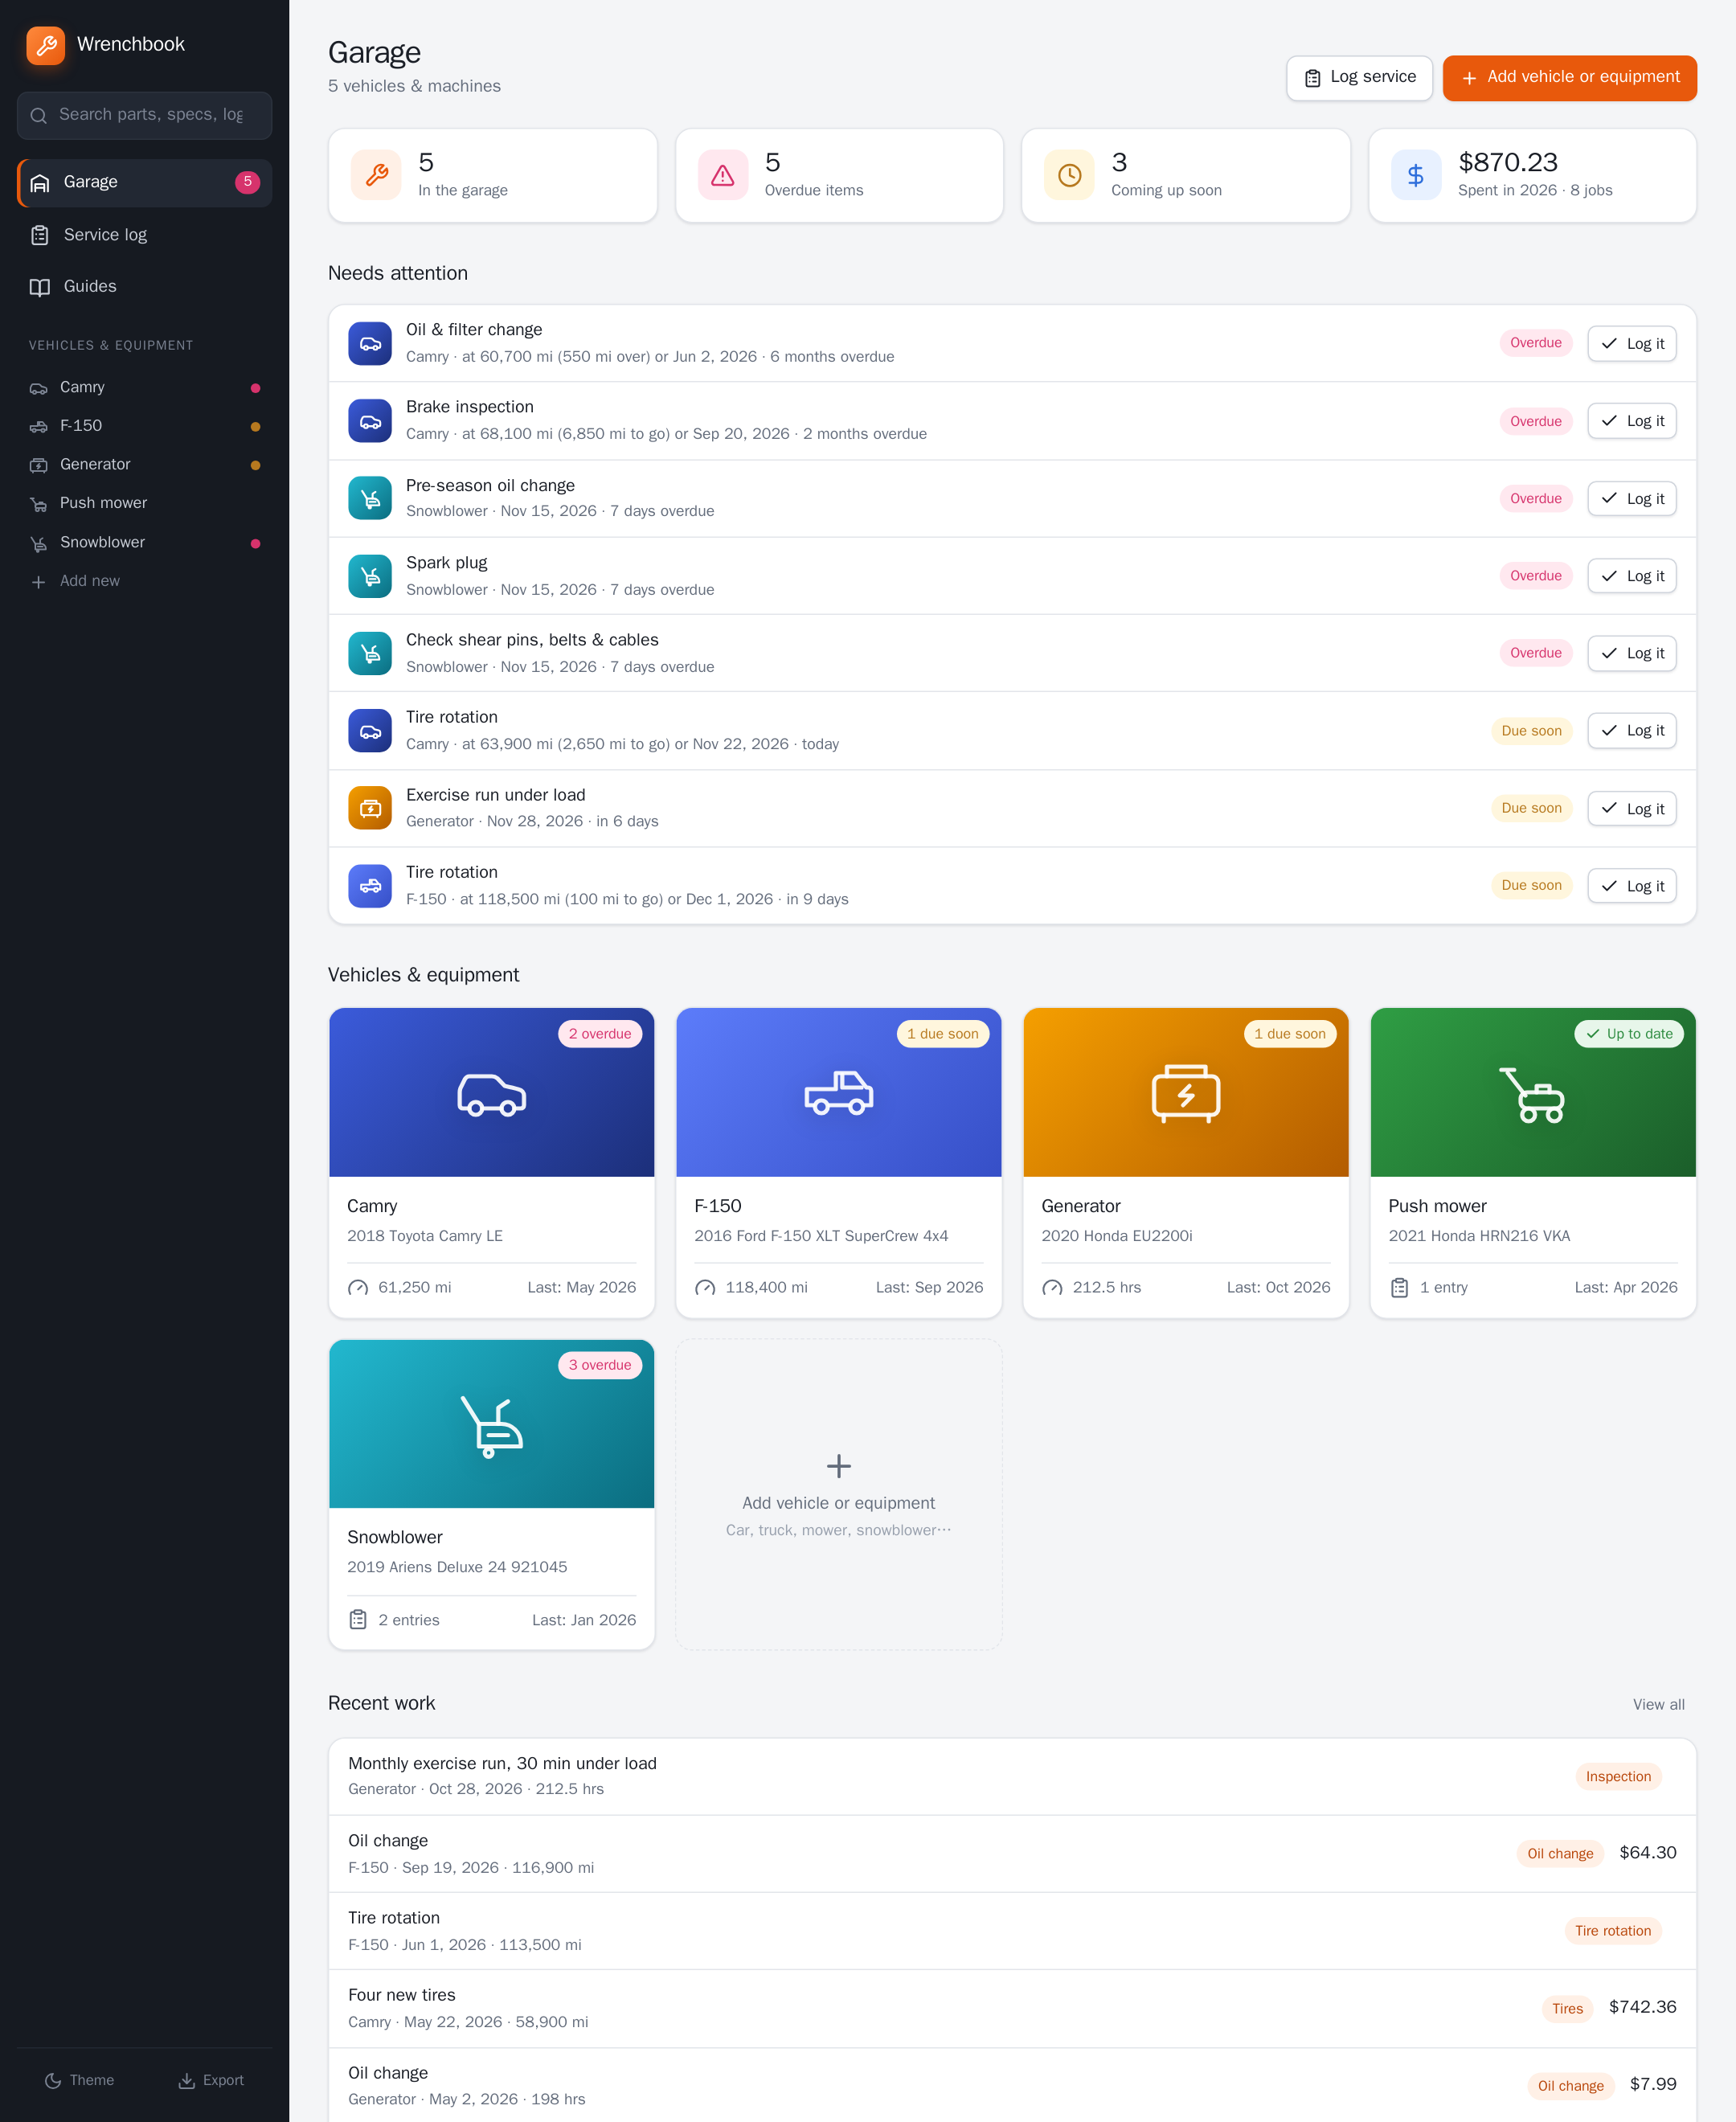 Wrenchbook
Search parts, specs, log
Garage 5
Service log
Guides
VEHICLES & EQUIPMENT
Camry
F-150
Generator
Push mower
Snowblower
Add new
Theme Export
Garage
5 vehicles & machines
Log service
Add vehicle or equipment
5
In the garage
5
Overdue items
3
Coming up soon
$870.23
Spent in 2026 · 8 jobs
Needs attention
Oil & filter change
Camry · at 60,700 mi (550 mi over) or Jun 2, 2026 · 6 months overdue
Overdue Log it
Brake inspection
Camry · at 68,100 mi (6,850 mi to go) or Sep 20, 2026 · 2 months overdue
Overdue Log it
Pre-season oil change
Snowblower · Nov 15, 2026 · 7 days overdue
Overdue Log it
Spark plug
Snowblower · Nov 15, 2026 · 7 days overdue
Overdue Log it
Check shear pins, belts & cables
Snowblower · Nov 15, 2026 · 7 days overdue
Overdue Log it
Tire rotation
Camry · at 63,900 mi (2,650 mi to go) or Nov 22, 2026 · today
Due soon Log it
Exercise run under load
Generator · Nov 28, 2026 · in 6 days
Due soon Log it
Tire rotation
F-150 · at 118,500 mi (100 mi to go) or Dec 1, 2026 · in 9 days
Due soon Log it
Vehicles & equipment
2 overdue
Camry
2018 Toyota Camry LE
61,250 mi Last: May 2026
1 due soon
F-150
2016 Ford F-150 XLT SuperCrew 4x4
118,400 mi Last: Sep 2026
1 due soon
Generator
2020 Honda EU2200i
212.5 hrs Last: Oct 2026
Up to date
Push mower
2021 Honda HRN216 VKA
1 entry Last: Apr 2026
3 overdue
Snowblower
2019 Ariens Deluxe 24 921045
2 entries Last: Jan 2026
Add vehicle or equipment
Car, truck, mower, snowblower…
Recent work View all
Monthly exercise run, 30 min under load
Generator · Oct 28, 2026 · 212.5 hrs
Inspection
Oil change
F-150 · Sep 19, 2026 · 116,900 mi
Oil change $64.30
Tire rotation
F-150 · Jun 1, 2026 · 113,500 mi
Tire rotation
Four new tires
Camry · May 22, 2026 · 58,900 mi
Tires $742.36
Oil change
Generator · May 2, 2026 · 198 hrs
Oil change $7.99